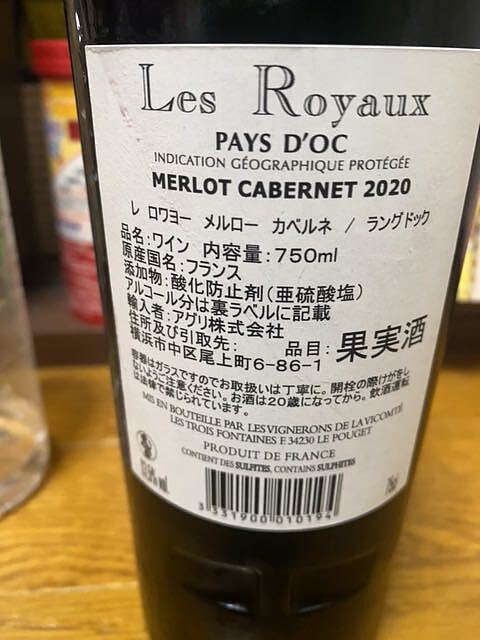 Les Royaux
PAYS D'OC
INDICATION GÉOGRAPHIQUE PROTÉGÉE
MERLOT CABERNET 2020
レ ロワヨー メルロー カベルネ / ラングドック
品名:ワイン 内容量:750ml
原産国名:フランス
添加物:酸化防止剤(亜硫酸塩)
アルコール分は裏ラベルに記載
輸入者:アグリ株式会社
住所及び引取先:
横浜市中区尾上町6-86-1
品目:果実酒
容器はガラスですのでお取扱いは丁寧に。開栓の際けがをし
ないようご注意ください。お酒は20歳になってから。飲酒運転
は法律で禁じられています。
MIS EN BOUTEILLE PAR LES VIGNERONS DE LA VICOMTÉ
LES TROIS FONTAINES F 34230 LE POUGET
PRODUIT DE FRANCE
CONTIENT DES SULFITES, CONTAINS SULPHITES
3 531900 010194